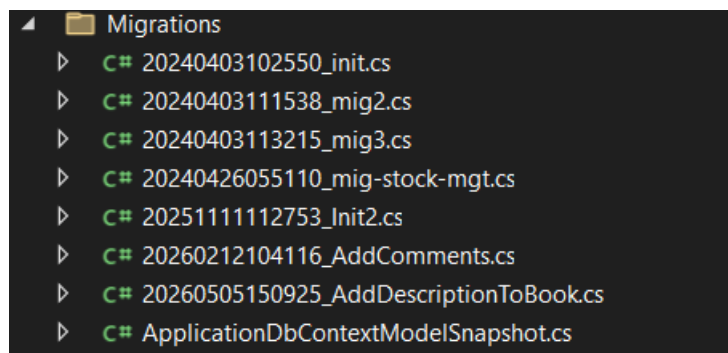 Migrations
C# 20240403102550_init.cs
C# 20240403111538_mig2.cs
C# 20240403113215_mig3.cs
C# 20240426055110_mig-stock-mgt.cs
C# 20251111112753_Init2.cs
C# 20260212104116_AddComments.cs
C# 20260505150925_AddDescriptionToBook.cs
C# ApplicationDbContextModelSnapshot.cs